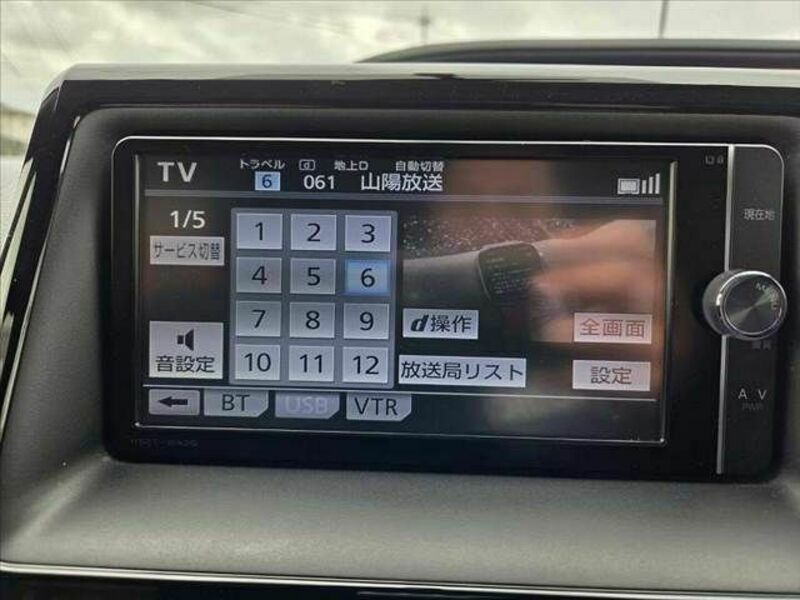 TV トラベル d 地上D 自動切替
6 061 山陽放送
1/5
サービス切替
1 2 3
4 5 6
7 8 9
10 11 12
d操作
全画面
音設定
放送局リスト
設定
BT USB VTR
現在地
MENU
A V
PWR